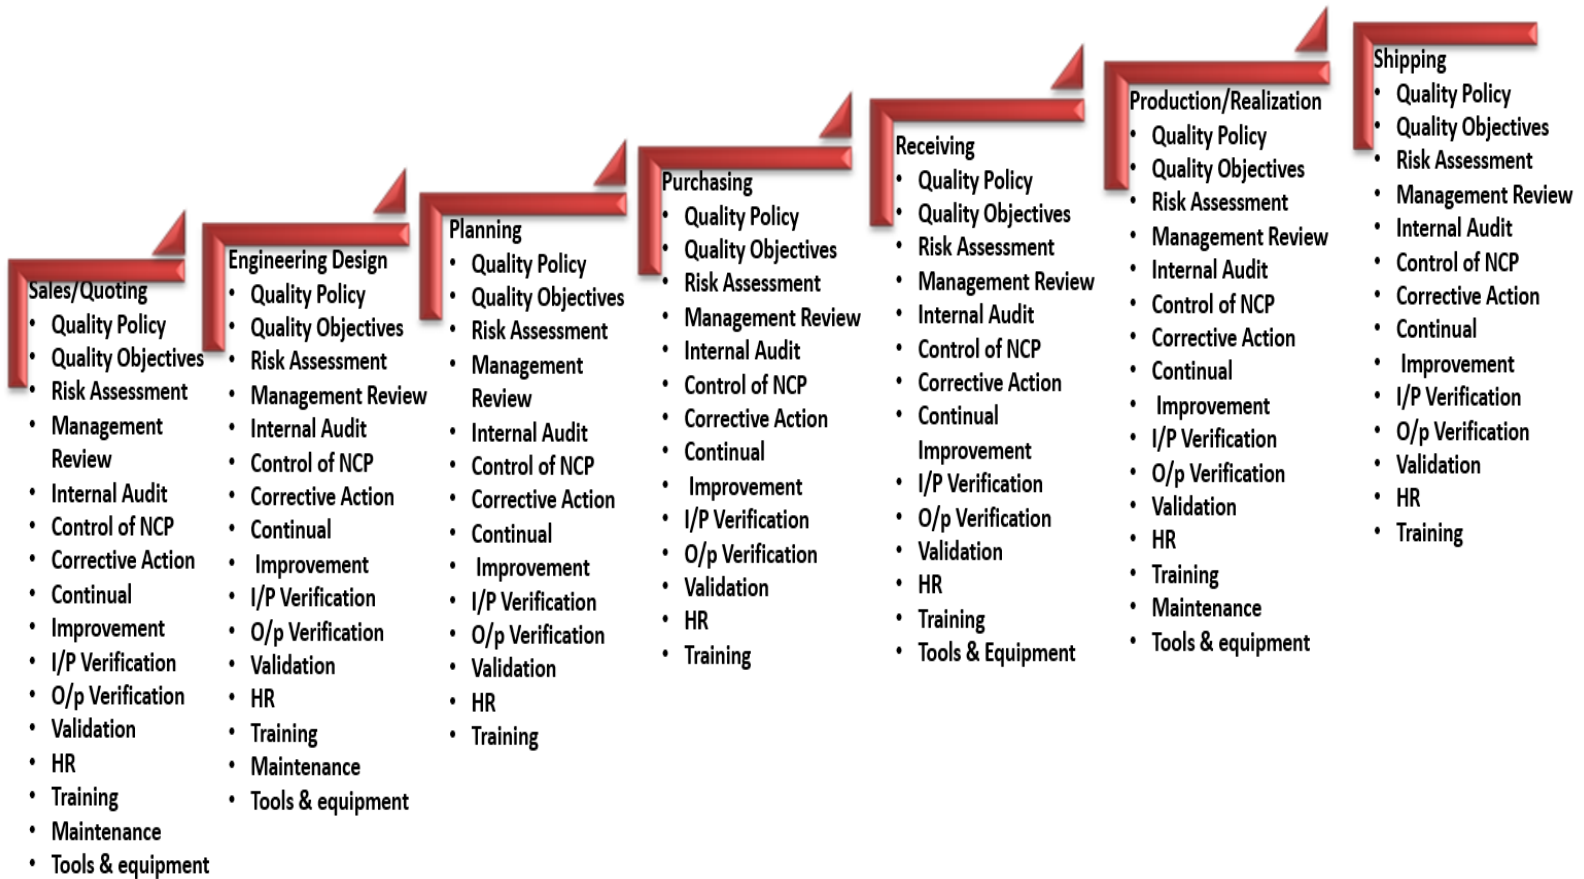 Sales/Quoting
• Quality Policy
• Quality Objectives
• Risk Assessment
• Management
Review
• Internal Audit
• Control of NCP
• Corrective Action
• Continual
• Improvement
• I/P Verification
• O/p Verification
• Validation
• HR
• Training
• Maintenance
• Tools & equipment
Engineering Design
• Quality Policy
• Quality Objectives
• Risk Assessment
• Management Review
• Internal Audit
• Control of NCP
• Corrective Action
• Continual
• Improvement
• I/P Verification
• O/p Verification
• Validation
• HR
• Training
• Maintenance
• Tools & equipment
Planning
• Quality Policy
• Quality Objectives
• Risk Assessment
• Management
Review
• Internal Audit
• Control of NCP
• Corrective Action
• Continual
• Improvement
• I/P Verification
• O/p Verification
• Validation
• HR
• Training
Purchasing
• Quality Policy
• Quality Objectives
• Risk Assessment
• Management Review
• Internal Audit
• Control of NCP
• Corrective Action
• Continual
• Improvement
• I/P Verification
• O/p Verification
• Validation
• HR
• Training
Receiving
• Quality Policy
• Quality Objectives
• Risk Assessment
• Management Review
• Internal Audit
• Control of NCP
• Corrective Action
• Continual
Improvement
• I/P Verification
• O/p Verification
• Validation
• HR
• Training
• Tools & Equipment
Production/Realization
• Quality Policy
• Quality Objectives
• Risk Assessment
• Management Review
• Internal Audit
• Control of NCP
• Corrective Action
• Continual
• Improvement
• I/P Verification
• O/p Verification
• Validation
• HR
• Training
• Maintenance
• Tools & equipment
Shipping
• Quality Policy
• Quality Objectives
• Risk Assessment
• Management Review
• Internal Audit
• Control of NCP
• Corrective Action
• Continual
• Improvement
• I/P Verification
• O/p Verification
• Validation
• HR
• Training